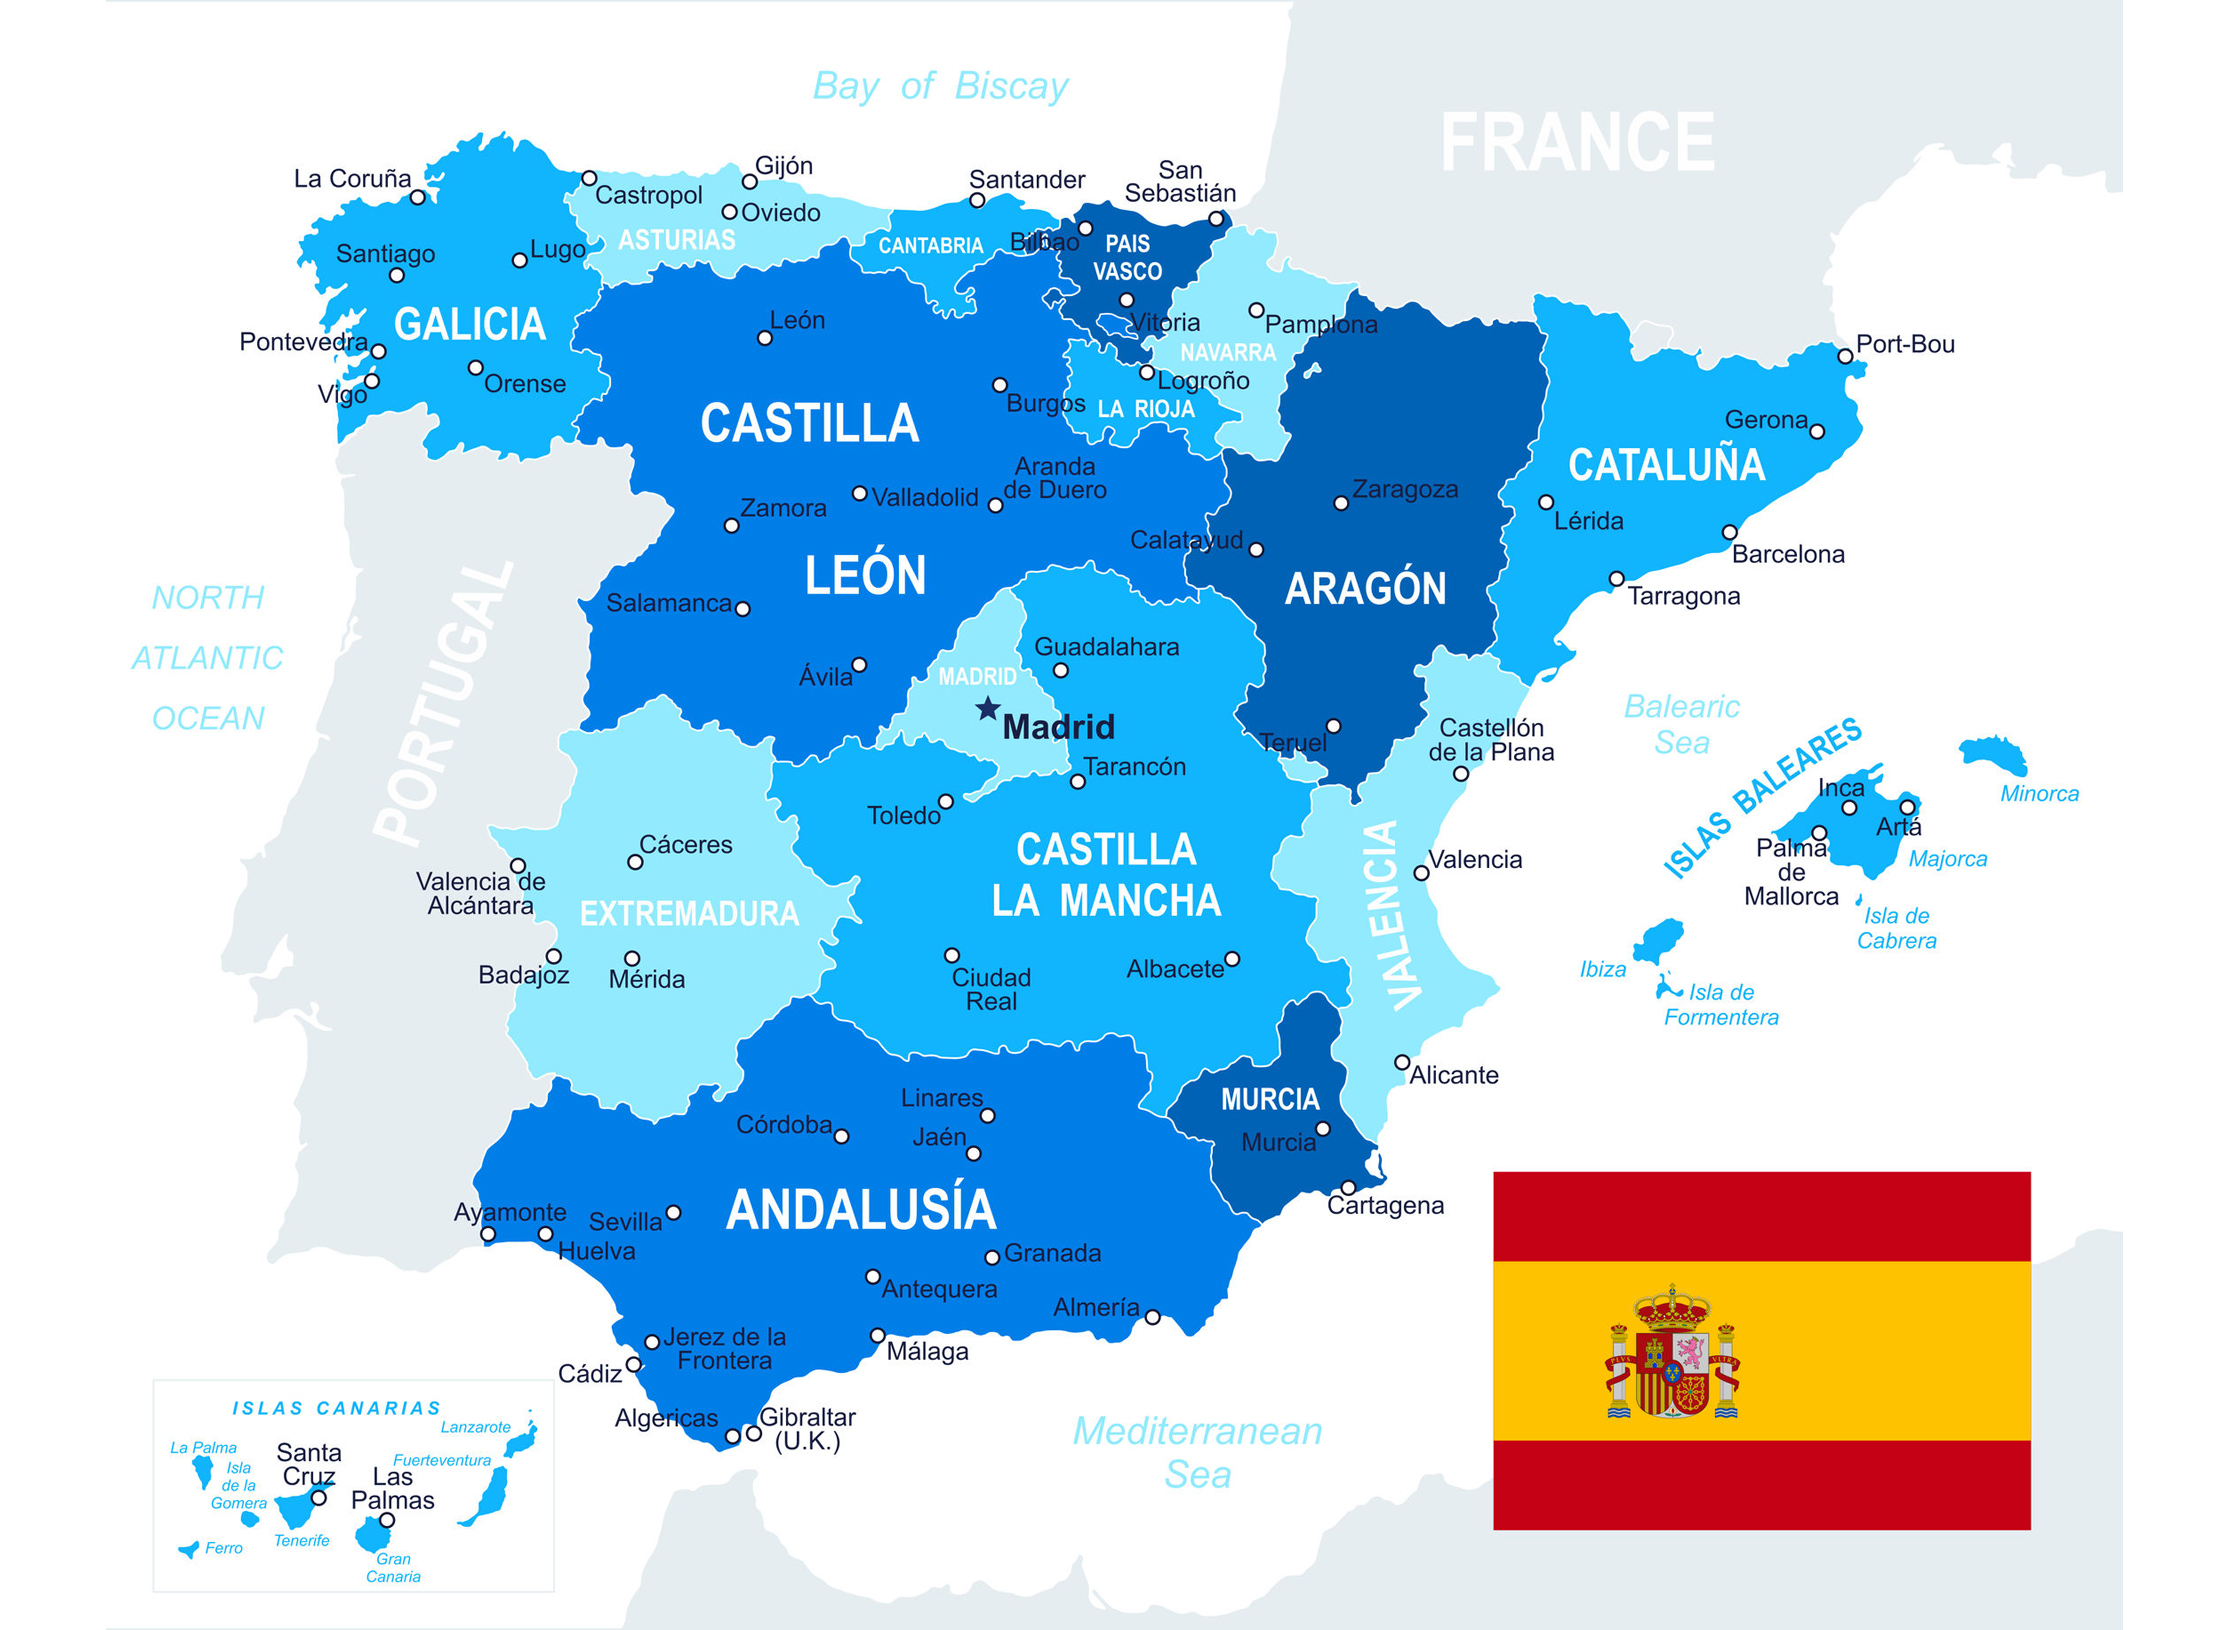 Bay of Biscay
FRANCE
La Coruña
Castropol
Gijón
Oviedo
ASTURIAS
Santander
CANTABRIA
San
Sebastián
Bilbao
PAIS
VASCO
Vitoria
Santiago
Lugo
GALICIA
Pontevedra
Vigo
Orense
León
Pamplona
NAVARRA
Logroño
LA RIOJA
Burgos
Port-Bou
Gerona
CATALUÑA
Lérida
Barcelona
Tarragona
CASTILLA
LEÓN
Aranda
de Duero
Valladolid
Zamora
Salamanca
Ávila
Zaragoza
Calatayud
ARAGÓN
Teruel
NORTH
ATLANTIC
OCEAN
PORTUGAL
Guadalahara
MADRID
Madrid
Tarancón
Toledo
CASTILLA
LA MANCHA
Ciudad
Real
Albacete
Castellón
de la Plana
VALENCIA
Valencia
Alicante
Balearic
Sea
ISLAS BALEARES
Minorca
Inca
Artá
Palma
de
Mallorca
Majorca
Isla de
Cabrera
Ibiza
Isla de
Formentera
Cáceres
Valencia de
Alcántara
EXTREMADURA
Badajoz
Mérida
MURCIA
Murcia
Cartagena
Linares
Córdoba
Jaén
ANDALUSÍA
Ayamonte
Huelva
Sevilla
Granada
Antequera
Almería
Málaga
Jerez de la
Frontera
Cádiz
Algericas
Gibraltar
(U.K.)
Mediterranean
Sea
ISLAS CANARIAS
Lanzarote
La Palma
Fuerteventura
Isla
de la
Gomera
Santa
Cruz
Las
Palmas
Ferro
Tenerife
Gran
Canaria